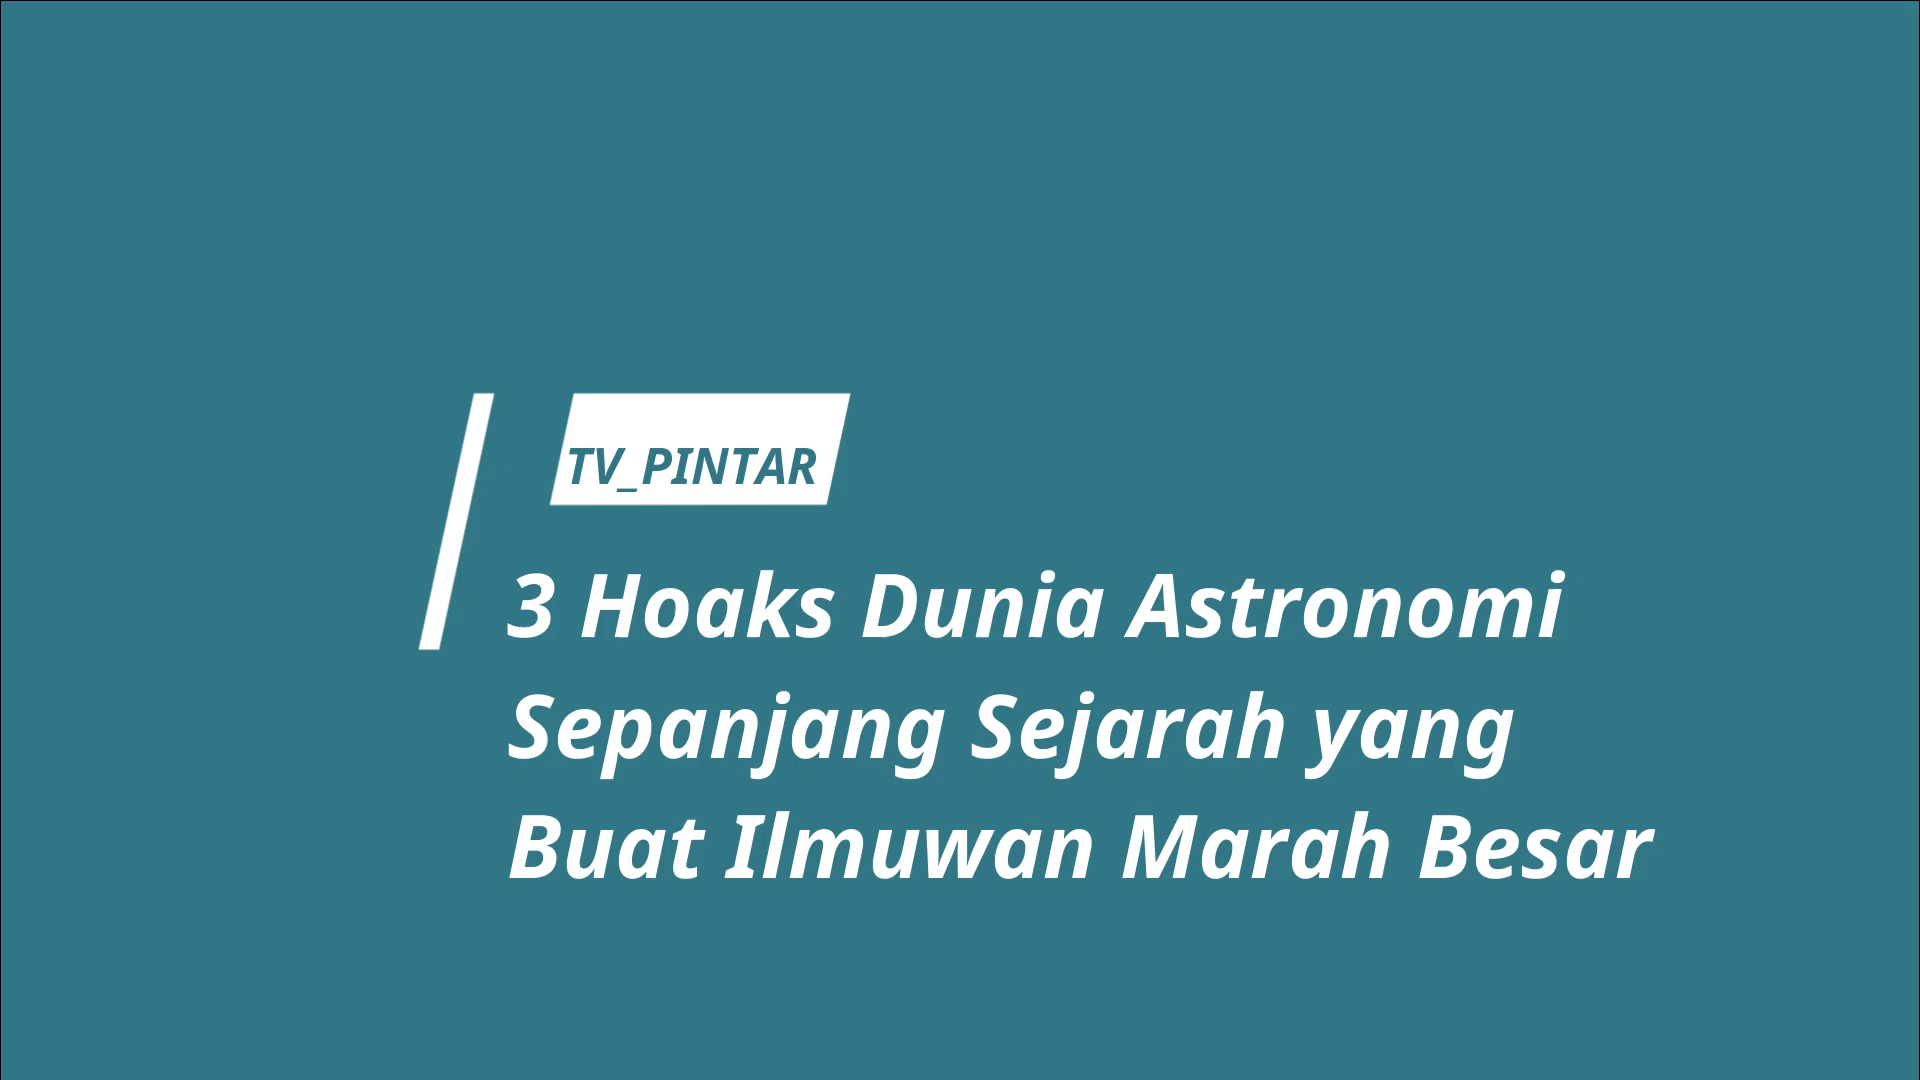 TV_PINTAR
3 Hoaks Dunia Astronomi
Sepanjang Sejarah yang
Buat Ilmuwan Marah Besar